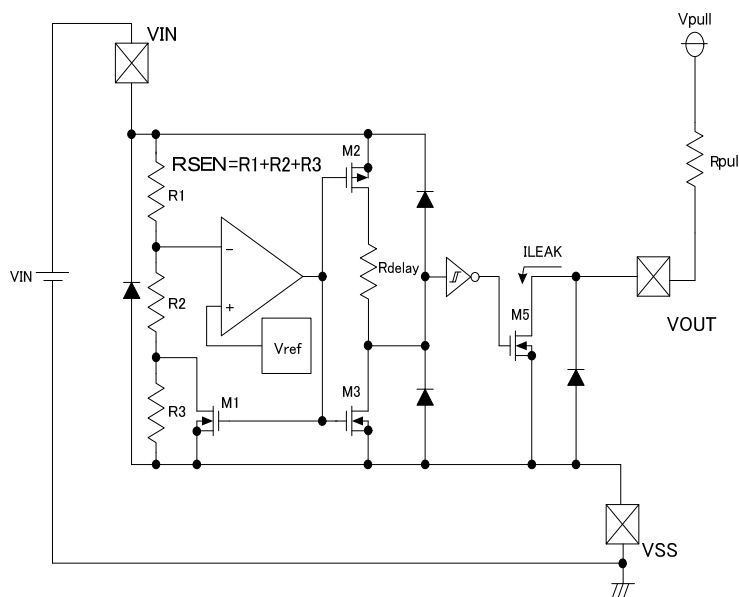 Vpull
VIN
RSEN=R1+R2+R3
M2
Rpul
R1
ILEAK
Rdelay
VIN
R2
M5
VOUT
Vref
R3
M1
M3
VSS